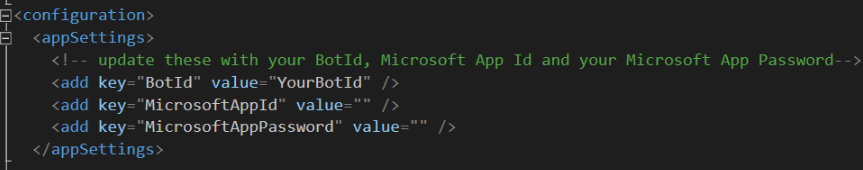 <configuration>
<appSettings>
<!-- update these with your BotId, Microsoft App Id and your Microsoft App Password-->
<add key="BotId" value="YourBotId" />
<add key="MicrosoftAppId" value="" />
<add key="MicrosoftAppPassword" value="" />
</appSettings>